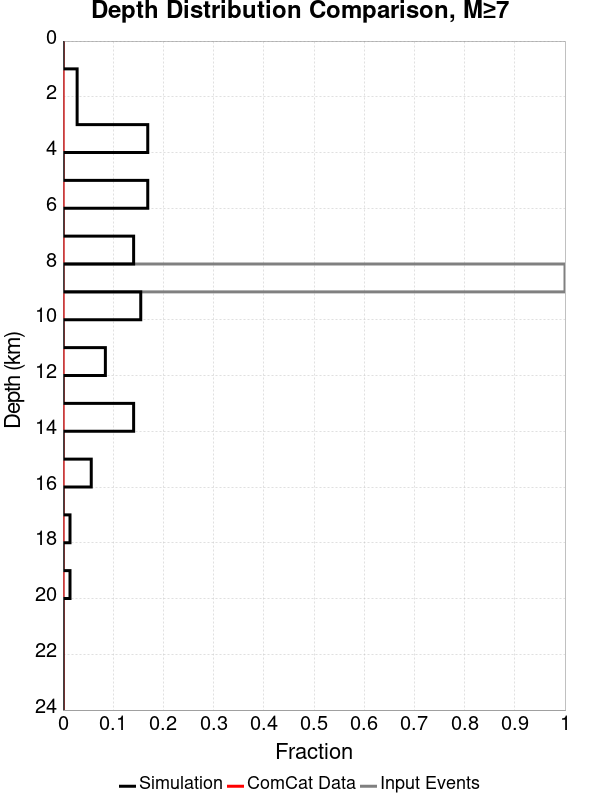 Depth Distribution Comparison, M≥7
0
2
4
6
8
10
12
14
16
18
20
22
24
Depth (km)
0 0.1 0.2 0.3 0.4 0.5 0.6 0.7 0.8 0.9 1
Fraction
Simulation ComCat Data Input Events